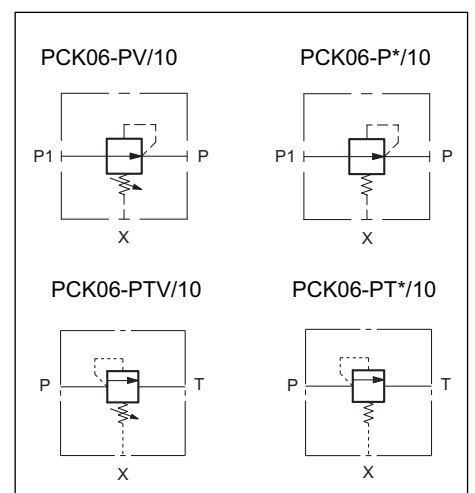 PCK06-PV/10 PCK06-P*/10
P1 P P1 P
X X
PCK06-PTV/10 PCK06-PT*/10
P T P T
X X